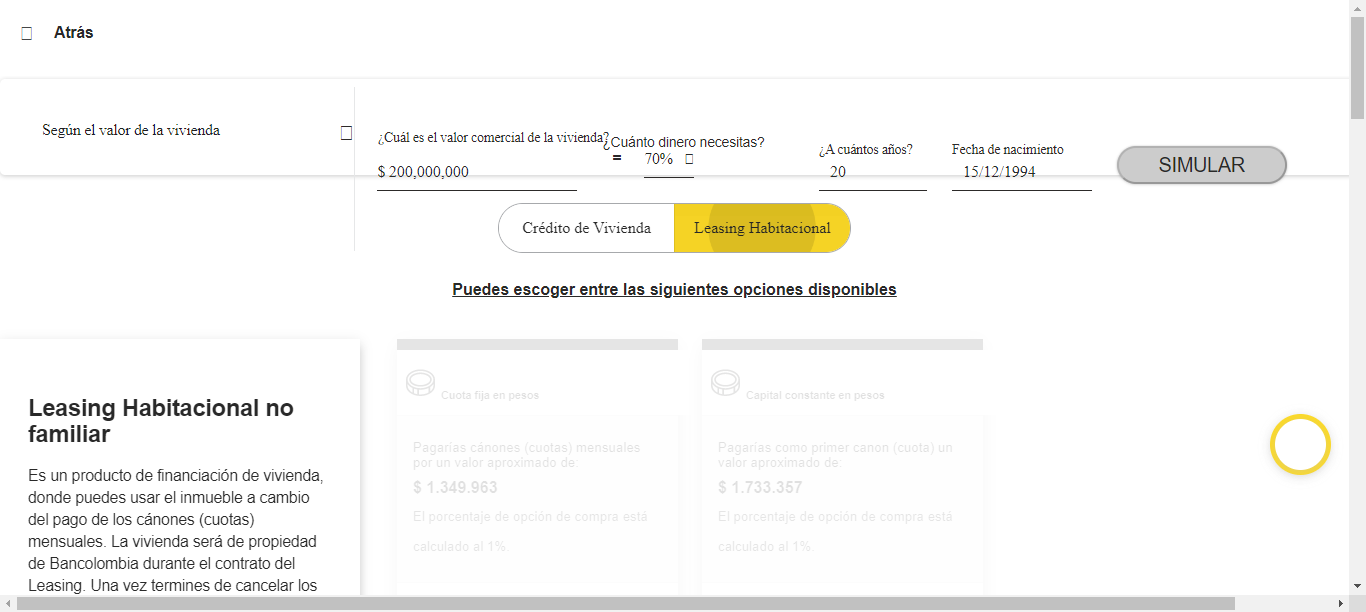 Atrás
Según el valor de la vivienda
¿Cuál es el valor comercial de la vivienda?
$ 200,000,000
¿Cuánto dinero necesitas?
= 70%
¿A cuántos años?
20
Fecha de nacimiento
15/12/1994
SIMULAR
Crédito de Vivienda
Leasing Habitacional
Puedes escoger entre las siguientes opciones disponibles
Leasing Habitacional no
familiar
Es un producto de financiación de vivienda,
donde puedes usar el inmueble a cambio
del pago de los cánones (cuotas)
mensuales. La vivienda será de propiedad
de Bancolombia durante el contrato del
Leasing. Una vez termines de cancelar los
Cuota fija en pesos
Pagarías cánones (cuotas) mensuales
por un valor aproximado de:
$ 1.349.963
El porcentaje de opción de compra está
calculado al 1%.
Capital constante en pesos
Pagarías como primer canon (cuota) un
valor aproximado de:
$ 1.733.357
El porcentaje de opción de compra está
calculado al 1%.